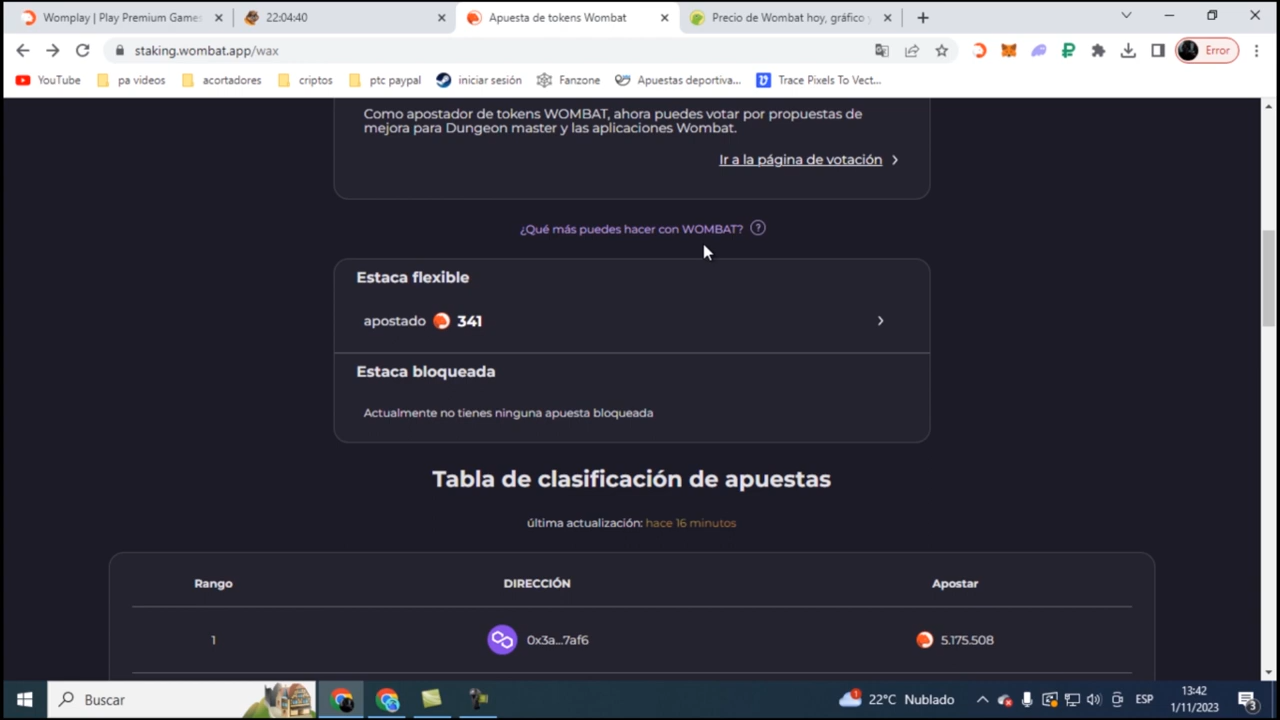 Womplay | Play Premium Games
22:04:40
Apuesta de tokens Wombat
Precio de Wombat hoy, gráfico y
staking.wombat.app/wax
Error
YouTube
pa videos
acortadores
criptos
ptc paypal
iniciar sesión
Fanzone
Apuestas deportiva...
Trace Pixels To Vect...
Como apostador de tokens WOMBAT, ahora puedes votar por propuestas de
mejora para Dungeon master y las aplicaciones Wombat.
Ir a la página de votación
¿Qué más puedes hacer con WOMBAT? ?
Estaca flexible
apostado 341
Estaca bloqueada
Actualmente no tienes ninguna apuesta bloqueada
Tabla de clasificación de apuestas
última actualización: hace 16 minutos
Rango DIRECCIÓN Apostar
1 0x3a...7af6 5.175.508
Buscar
1
22°C Nublado
ESP
13:42
1/11/2023
3